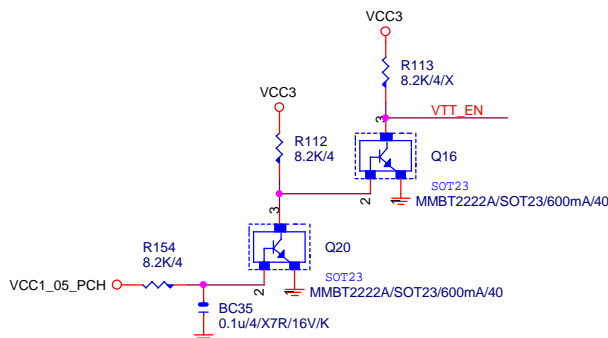 VCC3
R113
8.2K/4/X
VTT_EN
VCC3
3
R112
8.2K/4
Q16
SOT23
2
1
MMBT2222A/SOT23/600mA/40
3
R154
8.2K/4
Q20
SOT23
VCC1_05_PCH
2
1
MMBT2222A/SOT23/600mA/40
BC35
0.1u/4/X7R/16V/K